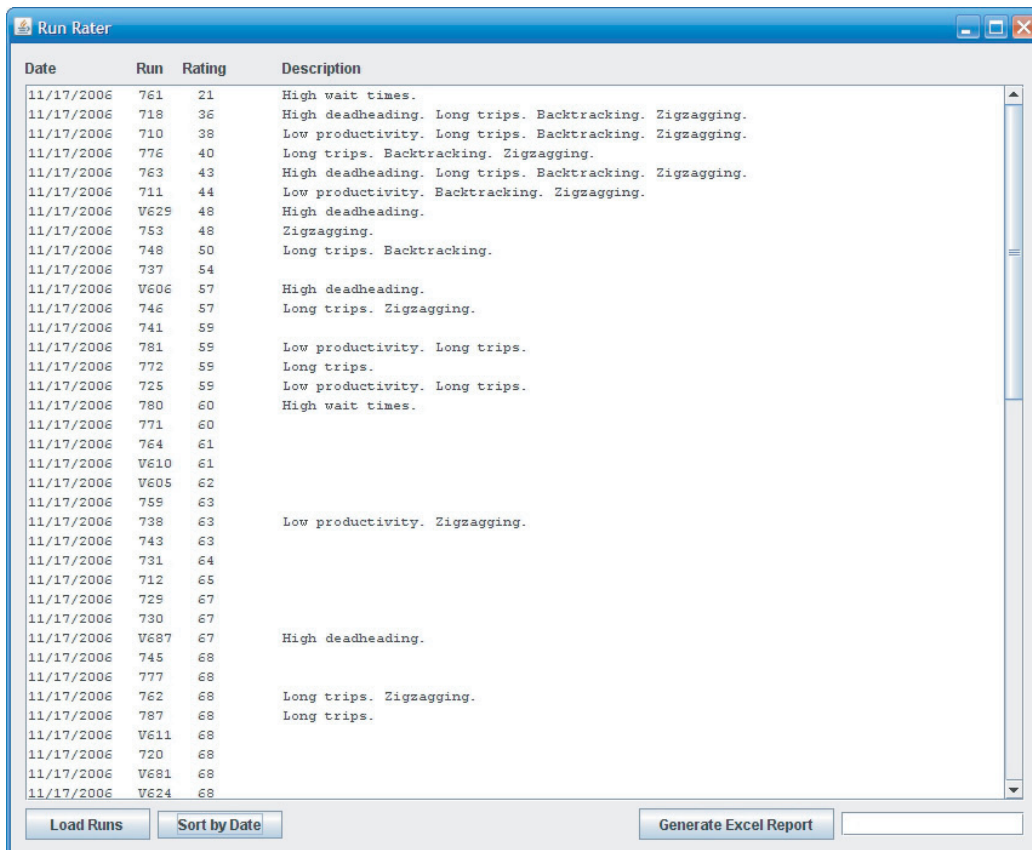 Run Rater
Date Run Rating Description
11/17/2006 761 21 High wait times.
11/17/2006 718 36 High deadheading. Long trips. Backtracking. Zigzagging.
11/17/2006 710 38 Low productivity. Long trips. Backtracking. Zigzagging.
11/17/2006 776 40 Long trips. Backtracking. Zigzagging.
11/17/2006 763 43 High deadheading. Long trips. Backtracking. Zigzagging.
11/17/2006 711 44 Low productivity. Backtracking. Zigzagging.
11/17/2006 V629 48 High deadheading.
11/17/2006 753 48 Zigzagging.
11/17/2006 748 50 Long trips. Backtracking.
11/17/2006 737 54
11/17/2006 V606 57 High deadheading.
11/17/2006 746 57 Long trips. Zigzagging.
11/17/2006 741 59
11/17/2006 781 59 Low productivity. Long trips.
11/17/2006 772 59 Long trips.
11/17/2006 725 59 Low productivity. Long trips.
11/17/2006 780 60 High wait times.
11/17/2006 771 60
11/17/2006 764 61
11/17/2006 V610 61
11/17/2006 V605 62
11/17/2006 759 63
11/17/2006 738 63 Low productivity. Zigzagging.
11/17/2006 743 63
11/17/2006 731 64
11/17/2006 712 65
11/17/2006 729 67
11/17/2006 730 67
11/17/2006 V687 67 High deadheading.
11/17/2006 745 68
11/17/2006 777 68
11/17/2006 762 68 Long trips. Zigzagging.
11/17/2006 787 68 Long trips.
11/17/2006 V611 68
11/17/2006 720 68
11/17/2006 V681 68
11/17/2006 V624 68
Load Runs Sort by Date Generate Excel Report